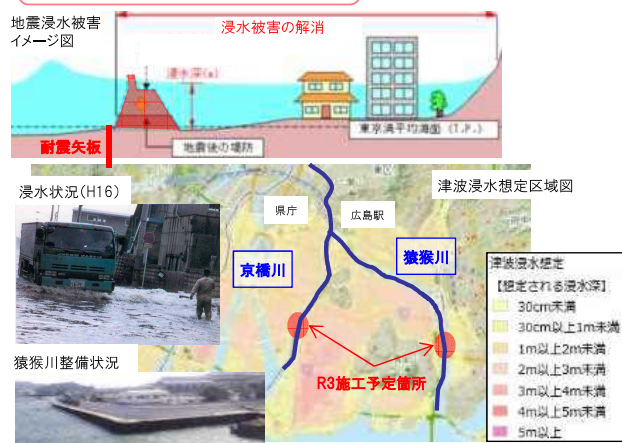 地震浸水被害
イメージ図
浸水被害の解消
浸水深(m)
東京湾平均海面 (T.P.)
地震後の堤防
耐震矢板
浸水状況(H16)
津波浸水想定区域図
県庁
広島駅
京橋川
猿猴川
R3施工予定箇所
猿猴川整備状況
津波浸水想定
【想定される浸水深】
30cm未満
30cm以上1m未満
1m以上2m未満
2m以上3m未満
3m以上4m未満
4m以上5m未満
5m以上